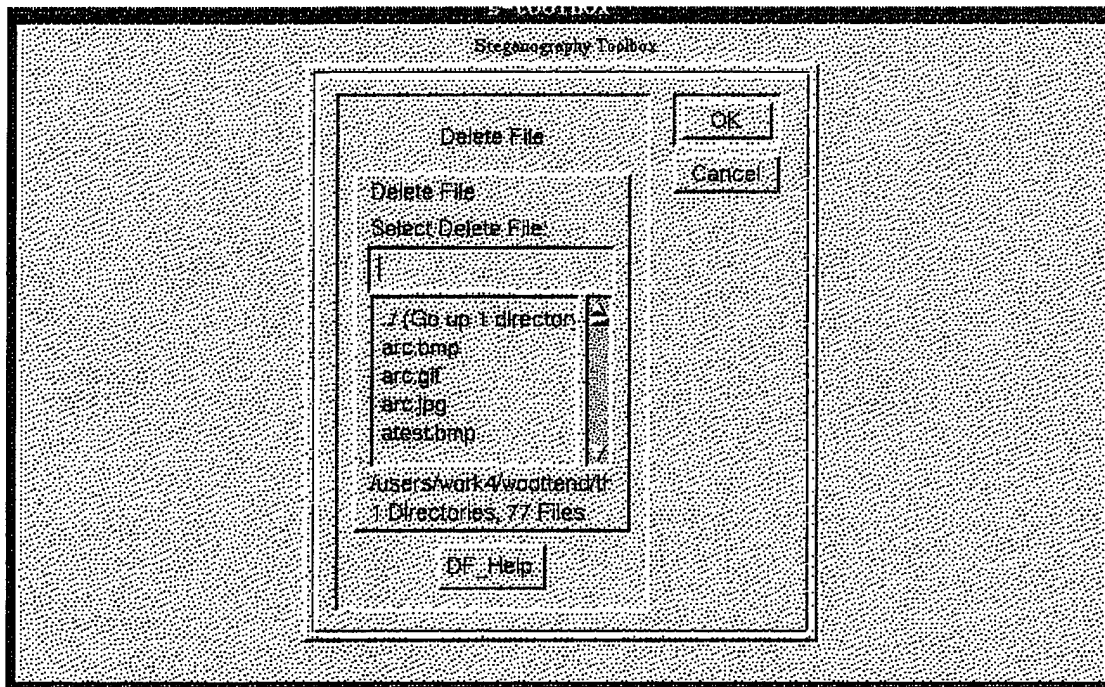 Steganography Toolbox
Delete File
OK
Cancel
Delete File
Select Delete File:
../ (Go up 1 director
arc.bmp
arc.gif
arc.jpg
atest.bmp
/users/work4/woottend/th
1 Directories, 77 Files
DF_Help